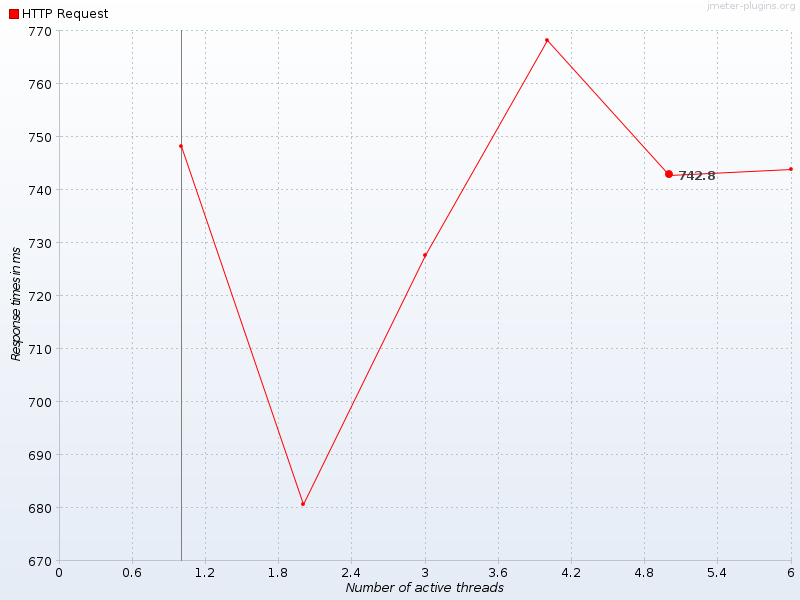 jmeter-plugins.org
HTTP Request
770
760
750
740
730
720
710
700
690
680
670
Response times in ms
742.8
0 0.6 1.2 1.8 2.4 3 3.6 4.2 4.8 5.4 6
Number of active threads